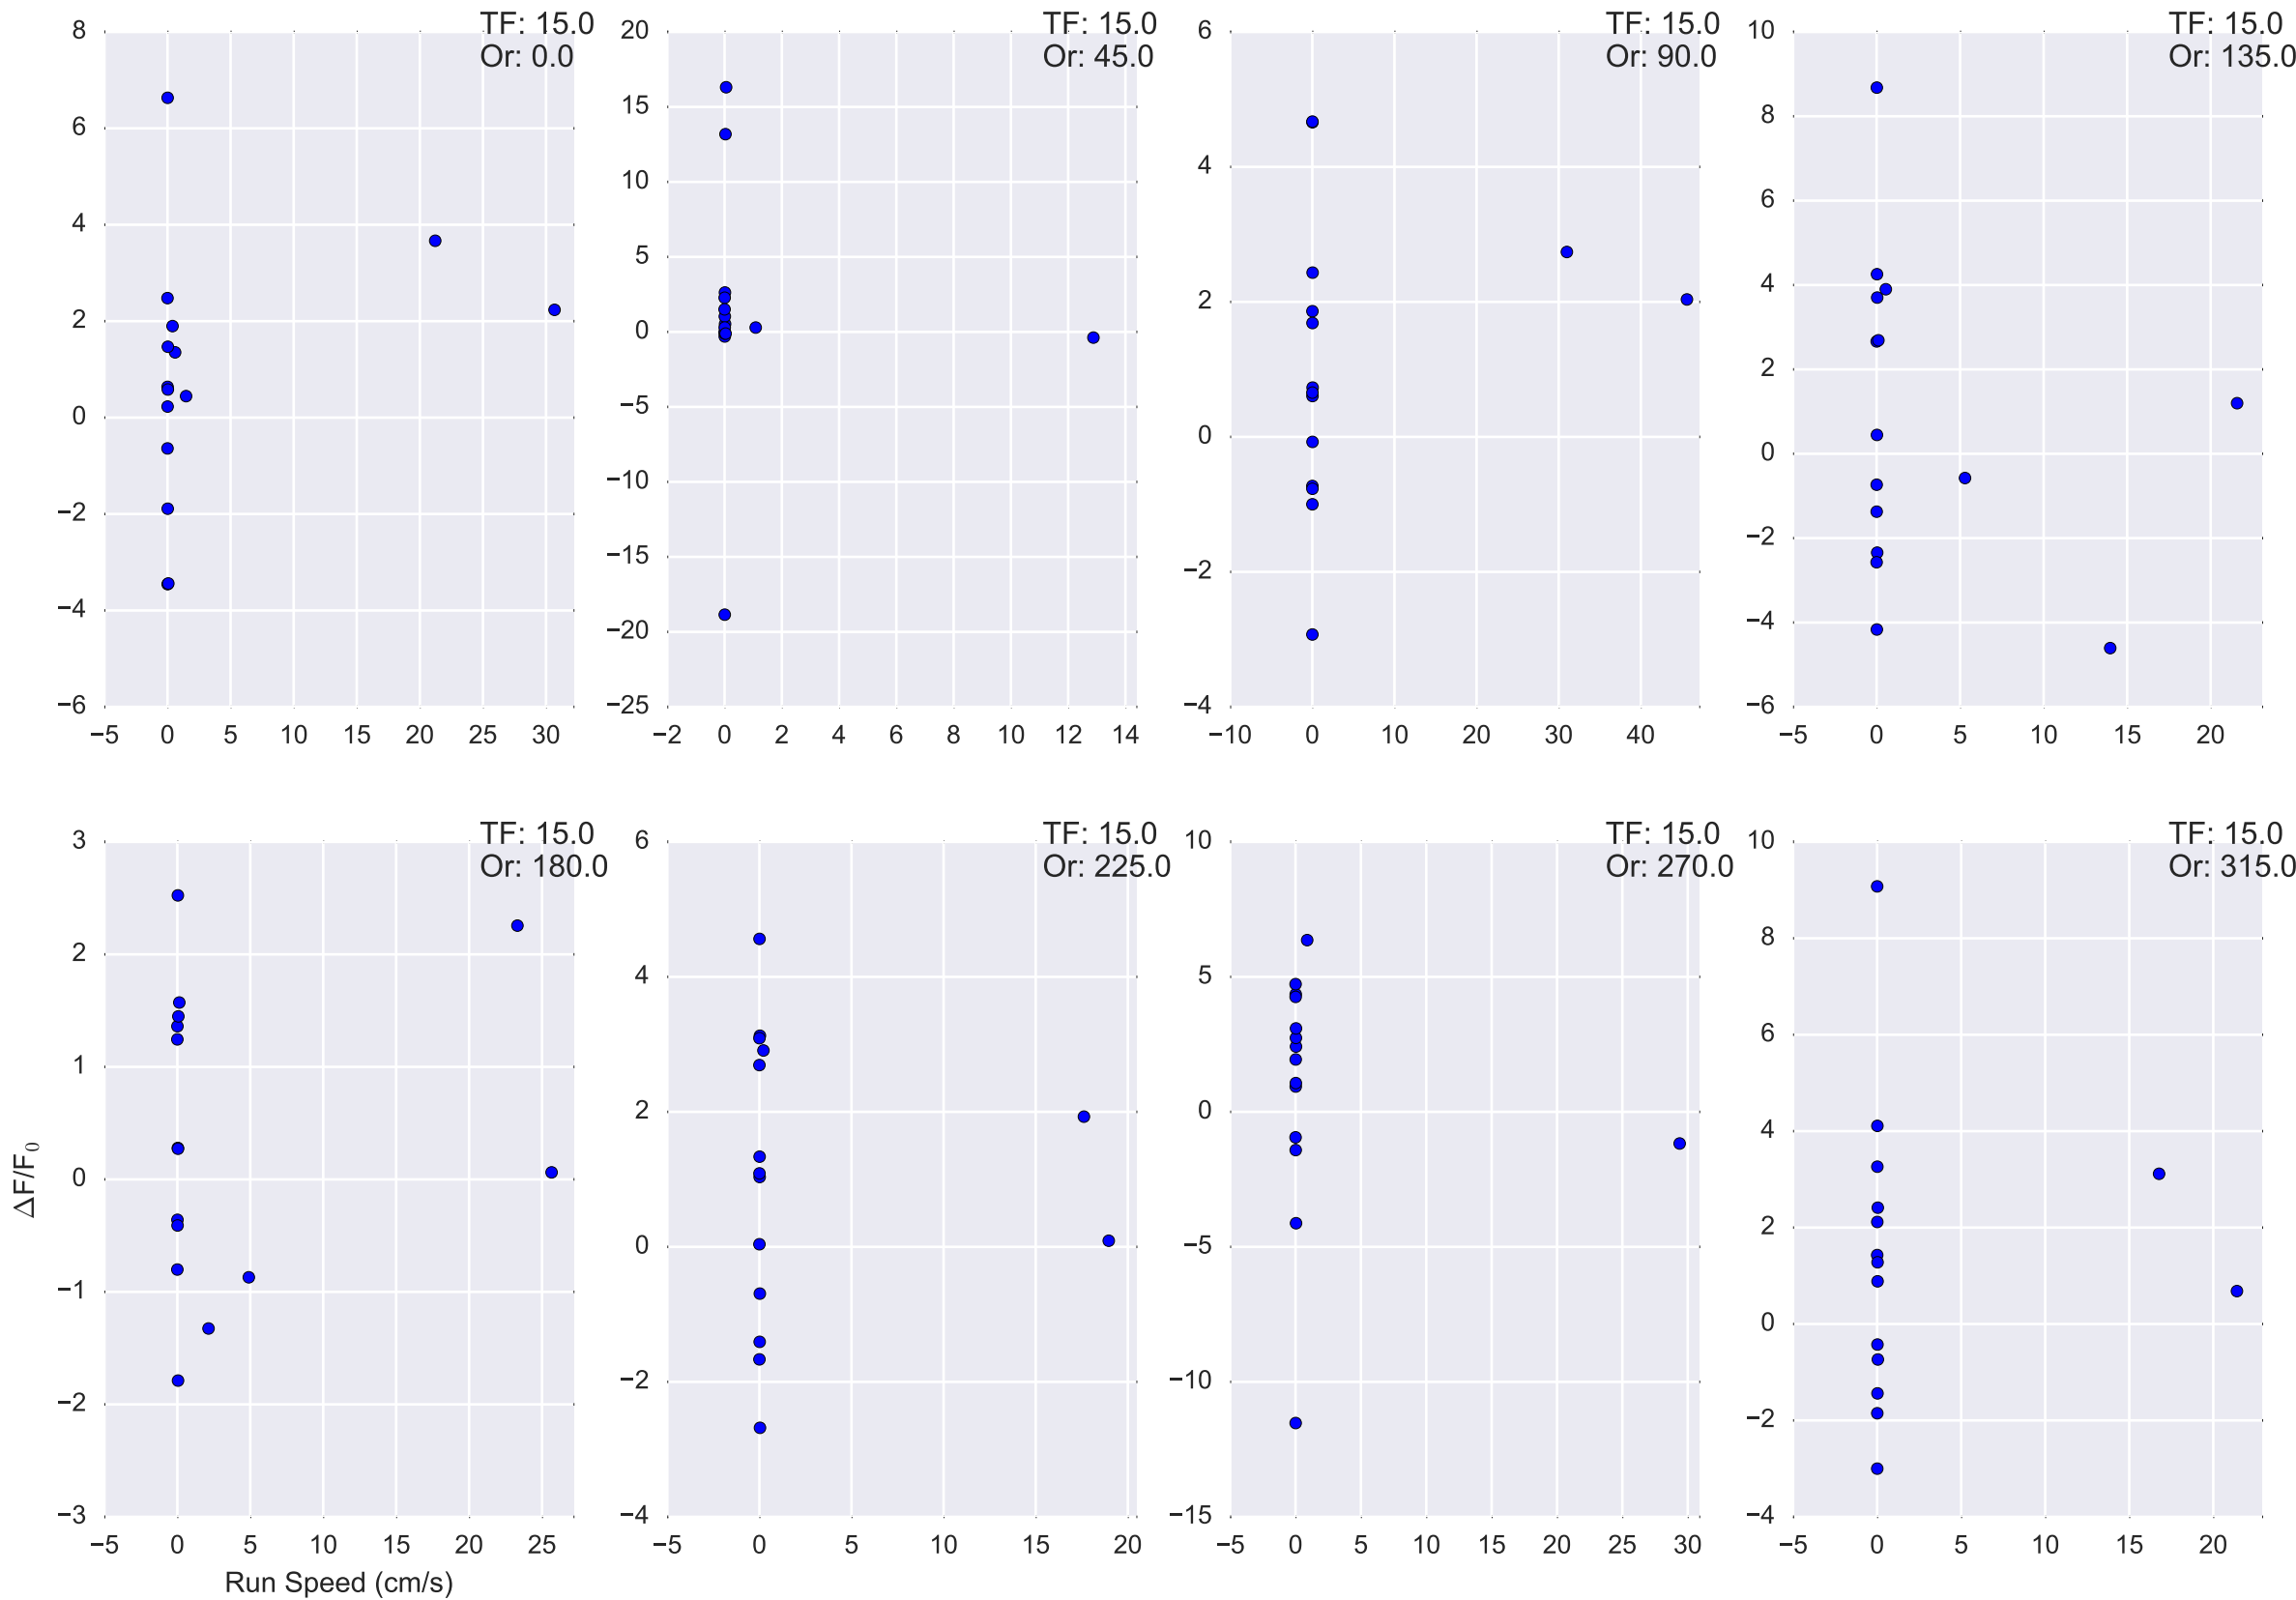 TF: 15.0
Or: 0.0
8
6
4
2
0
−2
−4
−6
−5 0 5 10 15 20 25 30
TF: 15.0
Or: 45.0
20
15
10
5
0
−5
−10
−15
−20
−25
−2 0 2 4 6 8 10 12 14
TF: 15.0
Or: 90.0
6
4
2
0
−2
−4
−10 0 10 20 30 40
TF: 15.0
Or: 135.0
10
8
6
4
2
0
−2
−4
−6
−5 0 5 10 15 20
TF: 15.0
Or: 180.0
3
2
1
0
−1
−2
−3
−5 0 5 10 15 20 25
Run Speed (cm/s)
ΔF/F₀
TF: 15.0
Or: 225.0
6
4
2
0
−2
−4
−5 0 5 10 15 20
TF: 15.0
Or: 270.0
10
5
0
−5
−10
−15
−5 0 5 10 15 20 25 30
TF: 15.0
Or: 315.0
10
8
6
4
2
0
−2
−4
−5 0 5 10 15 20